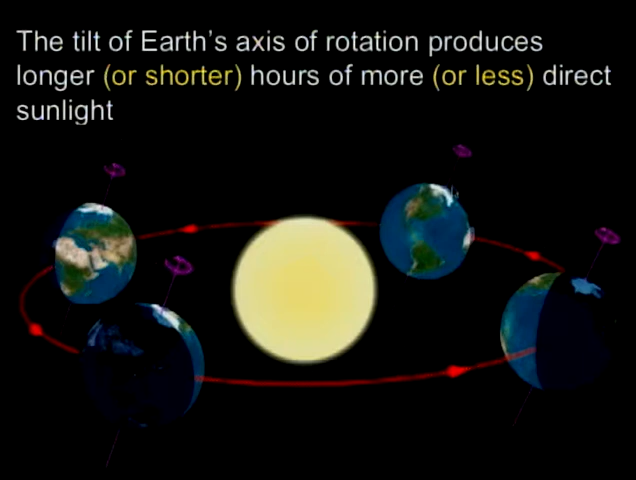 The tilt of Earth's axis of rotation produces
longer (or shorter) hours of more (or less) direct
sunlight